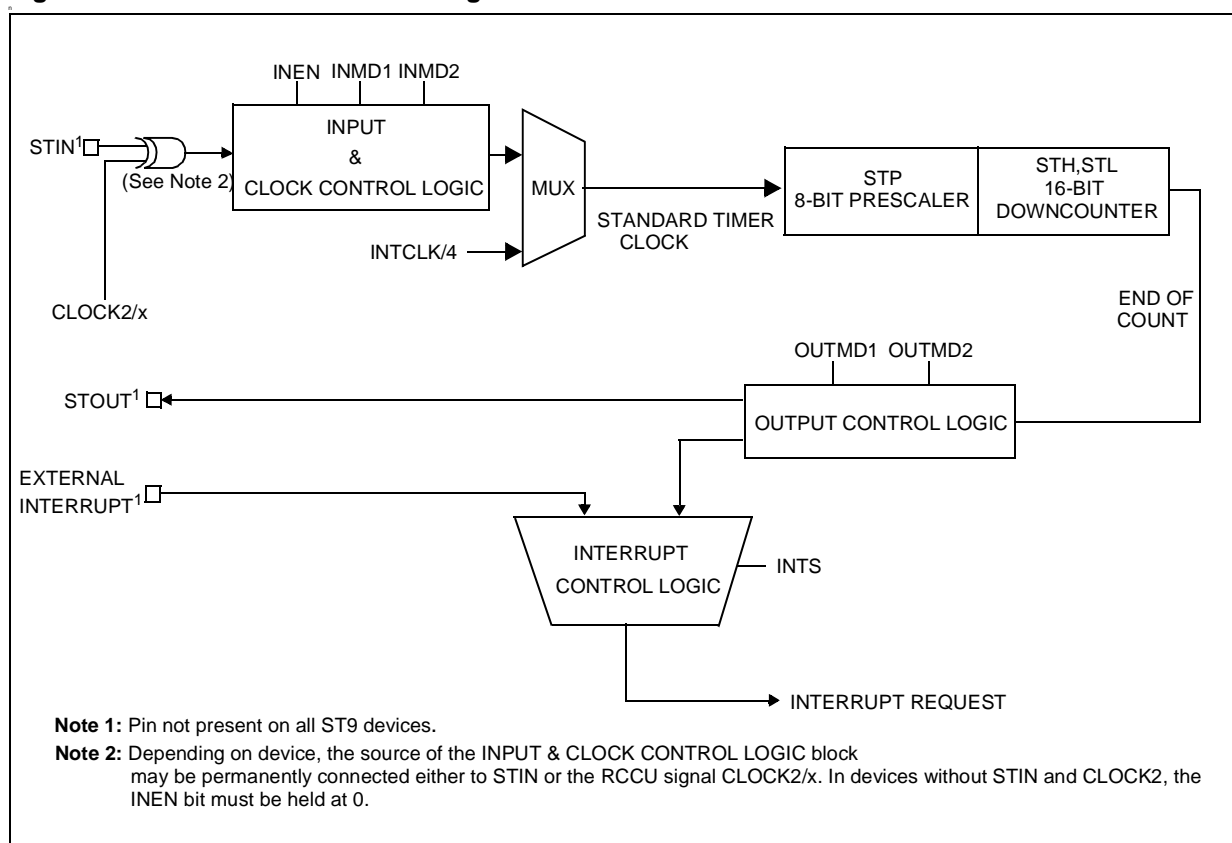 INEN INMD1 INMD2
STIN1
(See Note 2)
INPUT
&
CLOCK CONTROL LOGIC
MUX
INTCLK/4
CLOCK2/x
STANDARD TIMER
CLOCK
STP
8-BIT PRESCALER
STH,STL
16-BIT
DOWNCOUNTER
END OF
COUNT
OUTMD1 OUTMD2
STOUT1
OUTPUT CONTROL LOGIC
EXTERNAL
INTERRUPT1
INTERRUPT
CONTROL LOGIC
INTS
INTERRUPT REQUEST
Note 1: Pin not present on all ST9 devices.
Note 2: Depending on device, the source of the INPUT & CLOCK CONTROL LOGIC block
may be permanently connected either to STIN or the RCCU signal CLOCK2/x. In devices without STIN and CLOCK2, the
INEN bit must be held at 0.